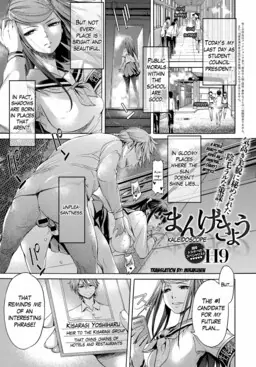 BUT...
NOT EVERY PLACE IS BRIGHT AND BEAUTIFUL.
TODAY'S MY LAST DAY AS STUDENT COUNCIL PRESIDENT.
PUBLIC MORALS WITHIN THE SCHOOL ARE GOOD.
IN FACT, SHADOWS ARE BORN IN PLACES THAT AREN'T.
IN GLOOMY PLACES WHERE THE SUN DOESN'T SHINE LIES...
UNPLEASANTNESS
まんげきょう
KALEIDOSCOPE
H9
BUT...
THE #1 CANDIDATE FOR MY FUTURE PLAN...
THAT REMINDS ME OF AN INTERESTING PHRASE!
KISARAGI YOSHIHARU
HEIR TO THE KISARAGI GROUP
THAT OWNS CHAINS OF HOTELS AND RESTAURANTS